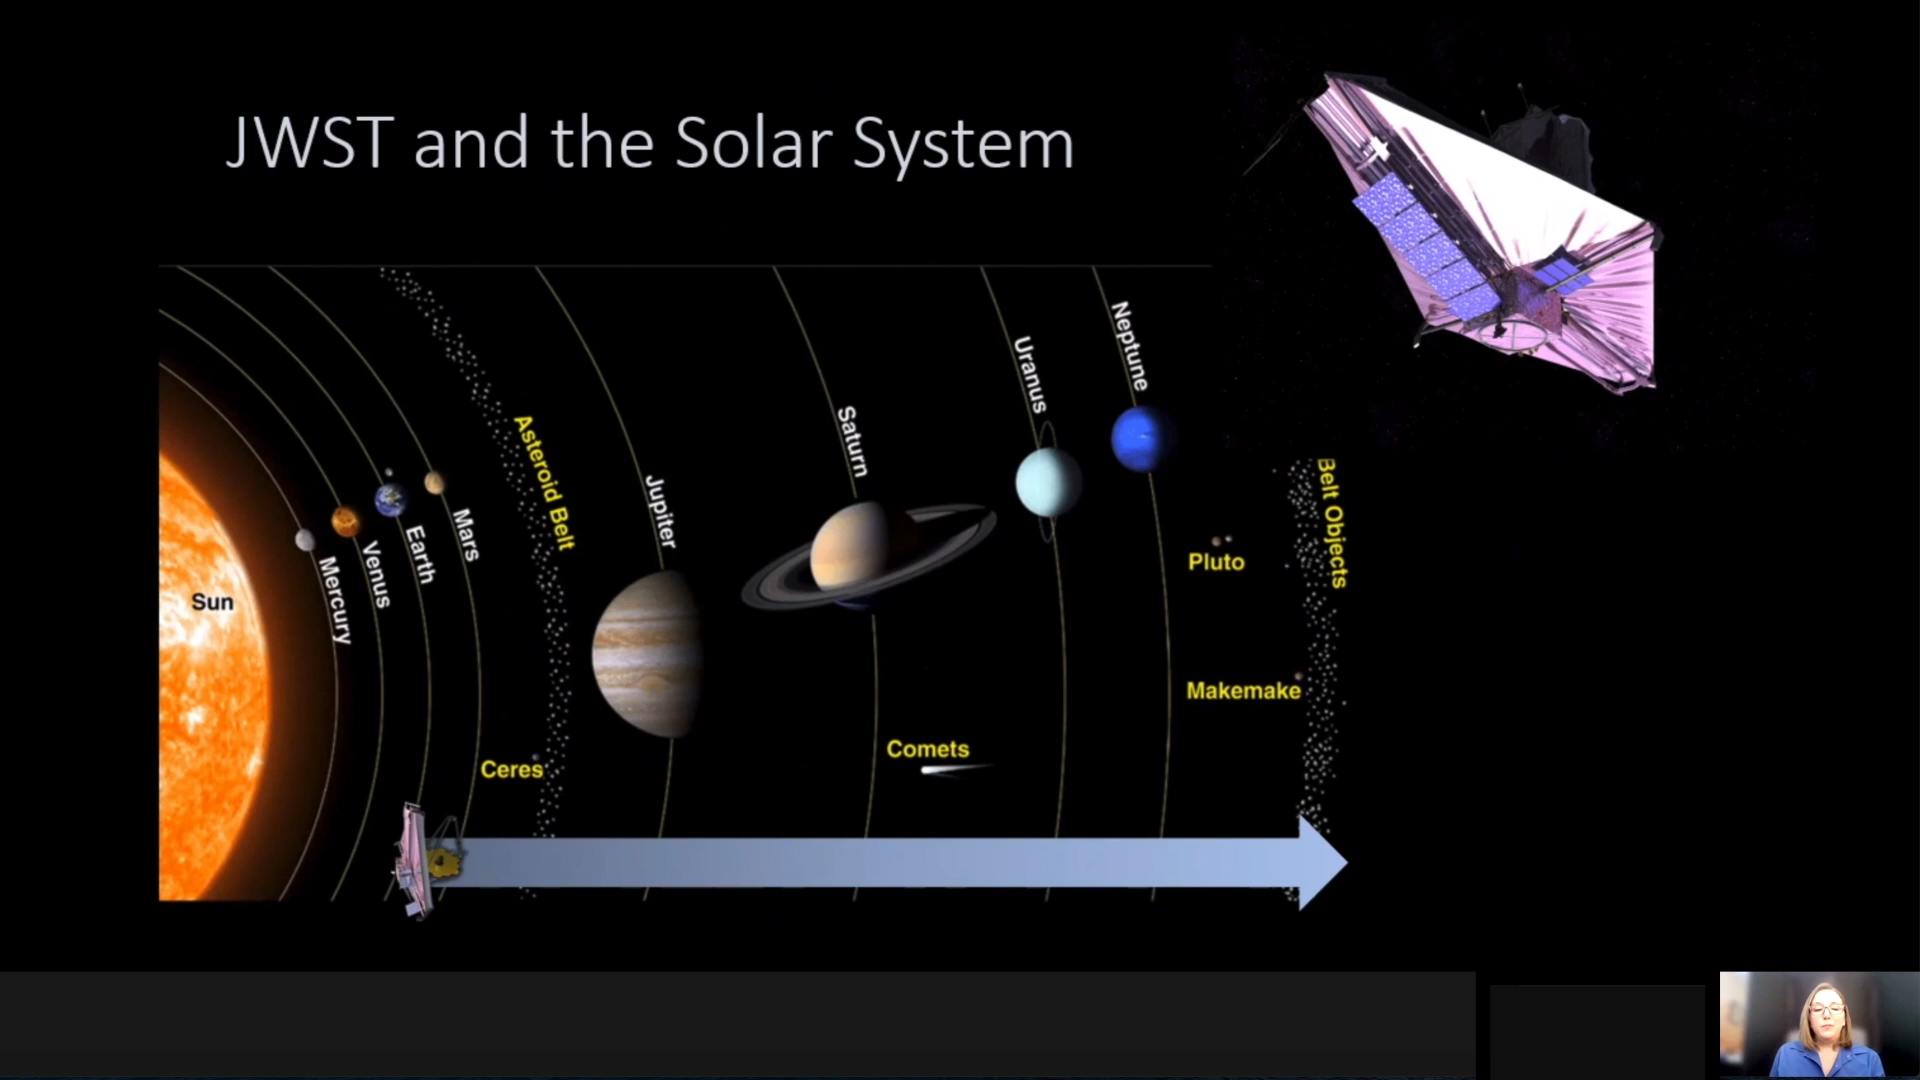 JWST and the Solar System
Sun
Mercury
Venus
Earth
Mars
Asteroid Belt
Ceres
Jupiter
Saturn
Comets
Uranus
Neptune
Pluto
Makemake
Belt Objects